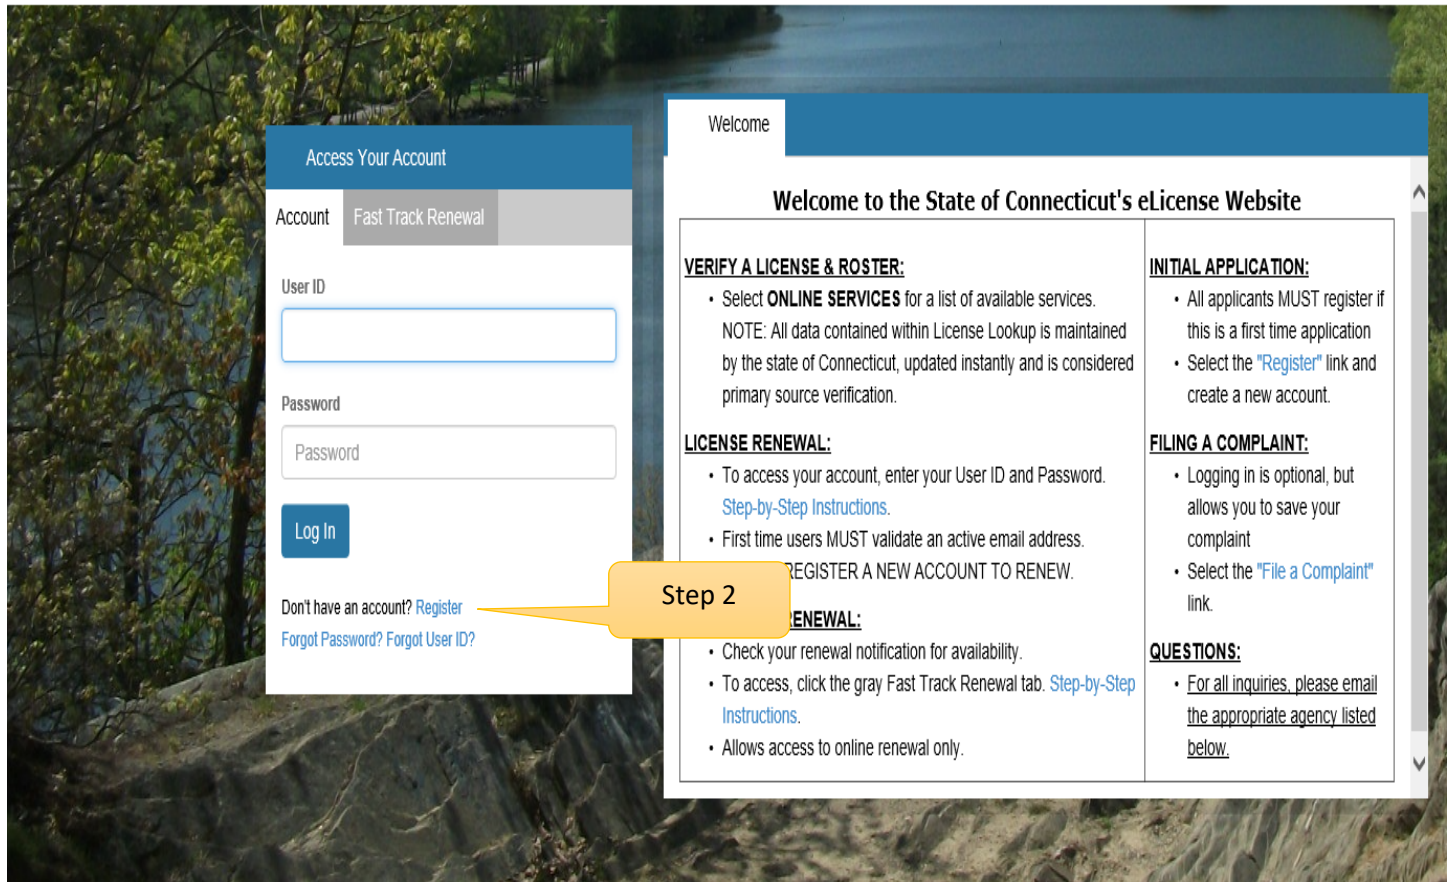 Access Your Account
Account
Fast Track Renewal
User ID
Password
Password
Log In
Don't have an account? Register
Forgot Password? Forgot User ID?
Step 2
Welcome
Welcome to the State of Connecticut's eLicense Website
VERIFY A LICENSE & ROSTER:
• Select ONLINE SERVICES for a list of available services.
NOTE: All data contained within License Lookup is maintained
by the state of Connecticut, updated instantly and is considered
primary source verification.
LICENSE RENEWAL:
• To access your account, enter your User ID and Password.
Step-by-Step Instructions.
• First time users MUST validate an active email address.
REGISTER A NEW ACCOUNT TO RENEW.
RENEWAL:
• Check your renewal notification for availability.
• To access, click the gray Fast Track Renewal tab. Step-by-Step
Instructions.
• Allows access to online renewal only.
INITIAL APPLICATION:
• All applicants MUST register if
this is a first time application
• Select the "Register" link and
create a new account.
FILING A COMPLAINT:
• Logging in is optional, but
allows you to save your
complaint
• Select the "File a Complaint"
link.
QUESTIONS:
• For all inquiries, please email
the appropriate agency listed
below.